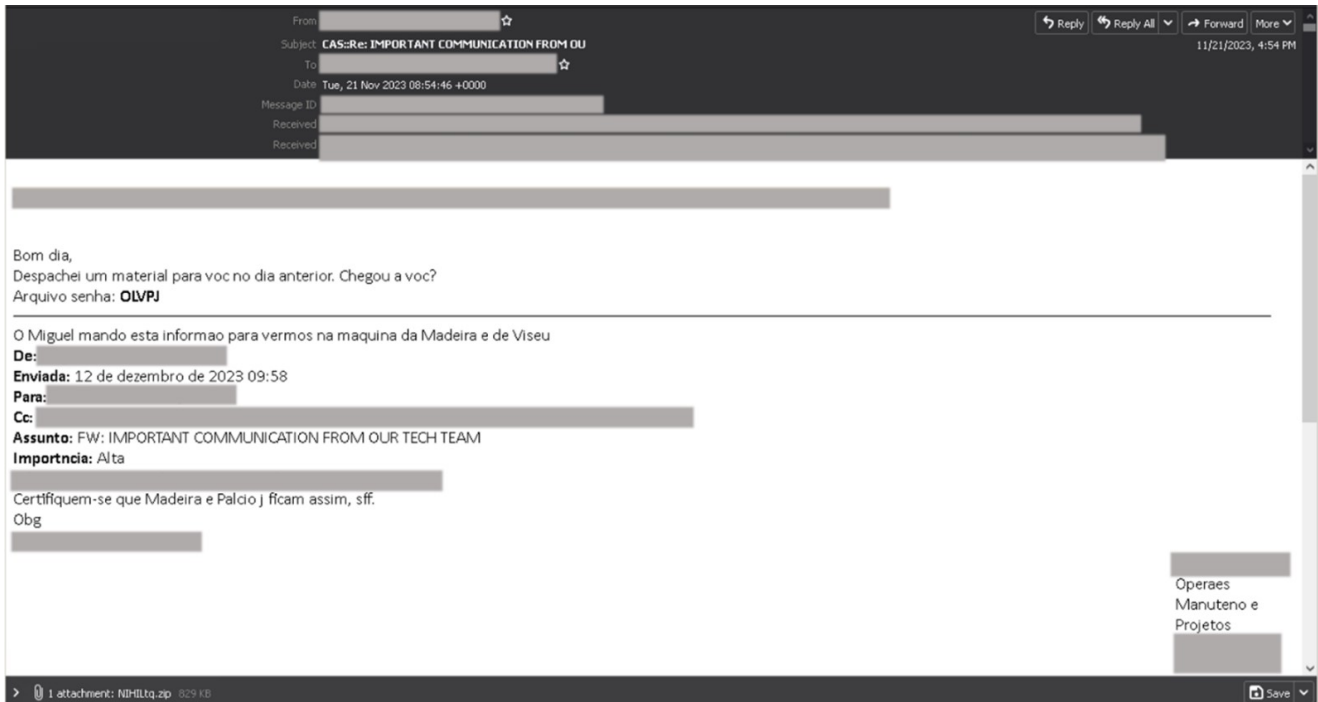 From
Reply Reply All Forward More
Subject CAS::Re: IMPORTANT COMMUNICATION FROM OU
11/21/2023, 4:54 PM
To
Date Tue, 21 Nov 2023 08:54:46 +0000
Message ID
Received
Received
Bom dia,
Despachei um material para voc no dia anterior. Chegou a voc?
Arquivo senha: OLVPJ
O Miguel mando esta informao para vermos na maquina da Madeira e de Viseu
De:
Enviada: 12 de dezembro de 2023 09:58
Para:
Cc:
Assunto: FW: IMPORTANT COMMUNICATION FROM OUR TECH TEAM
Importncia: Alta
Certifiquem-se que Madeira e Palcio j ficam assim, sff.
Obg
Operaes
Manuteno e
Projetos
1 attachment: NIHILtq.zip 829 KB
Save